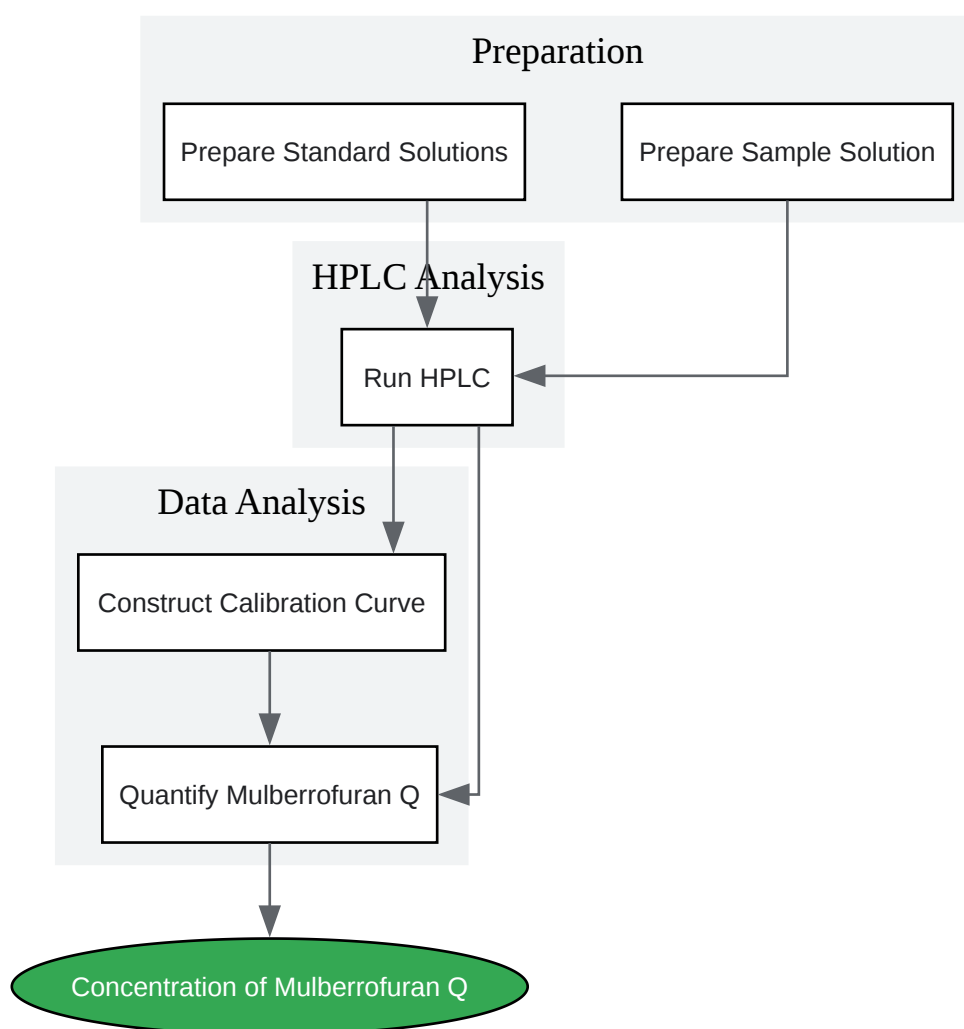 Preparation
Prepare Standard Solutions
Prepare Sample Solution
HPLC Analysis
Run HPLC
Data Analysis
Construct Calibration Curve
Quantify Mulberrofuran Q
Concentration of Mulberrofuran Q